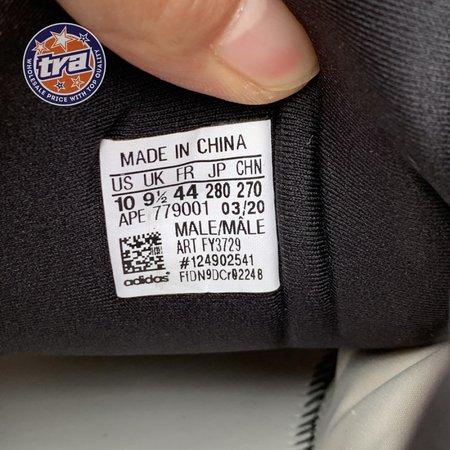 tra
WHOLESALE PRICE WITH TOP QUALITY
MADE IN CHINA
US UK FR JP CHN
10 9½ 44 280 270
APE 779001 03/20
MALE/MÂLE
ART FY3729
#124902541
adidas F1DN9DCr02248